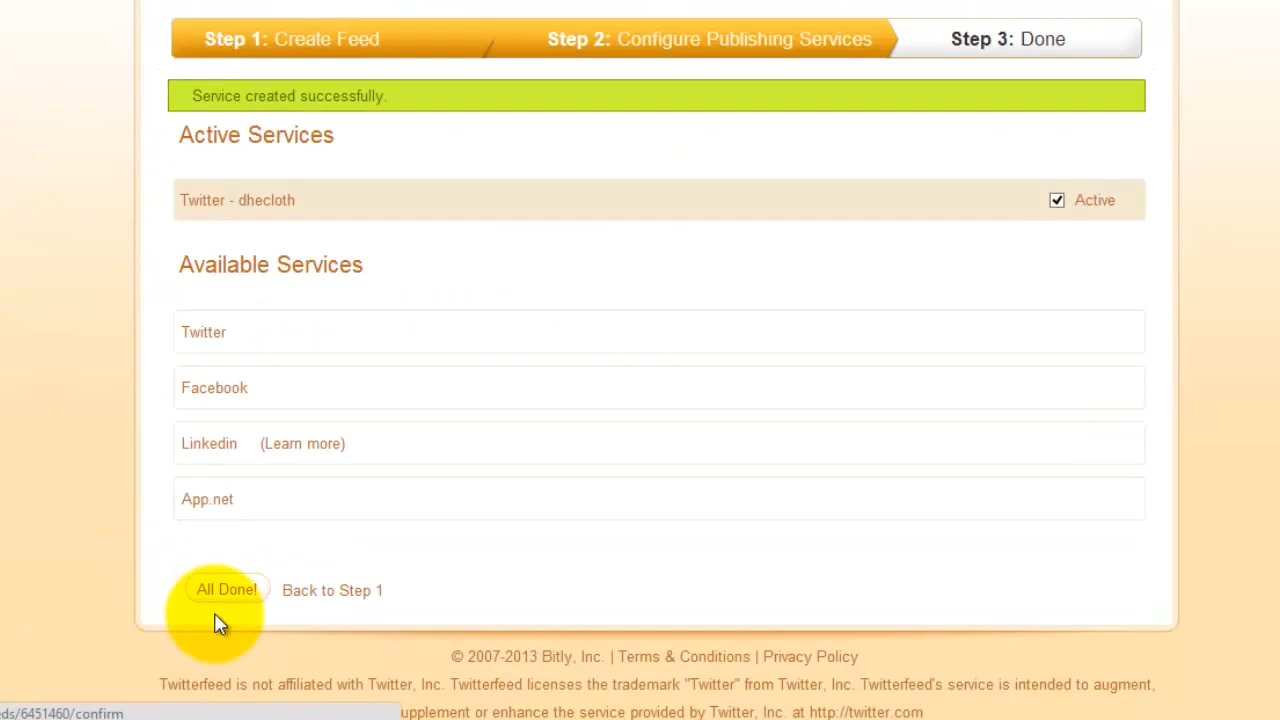 Step 1: Create Feed Step 2: Configure Publishing Services Step 3: Done
Service created successfully.
Active Services
Twitter - dhecloth Active
Available Services
Twitter
Facebook
Linkedin (Learn more)
App.net
All Done! Back to Step 1
© 2007-2013 Bitly, Inc. | Terms & Conditions | Privacy Policy
Twitterfeed is not affiliated with Twitter, Inc. Twitterfeed licenses the trademark "Twitter" from Twitter, Inc. Twitterfeed's service is intended to augment,
eds/6451460/confirm upplement or enhance the service provided by Twitter, Inc. at http://twitter.com